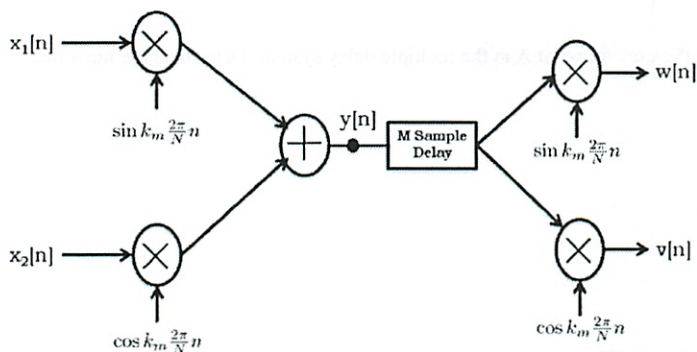 x₁[n]
sin kₘ 2π/N n
x₂[n]
cos kₘ 2π/N n
+
y[n]
M Sample
Delay
w[n]
sin kₘ 2π/N n
v[n]
cos kₘ 2π/N n